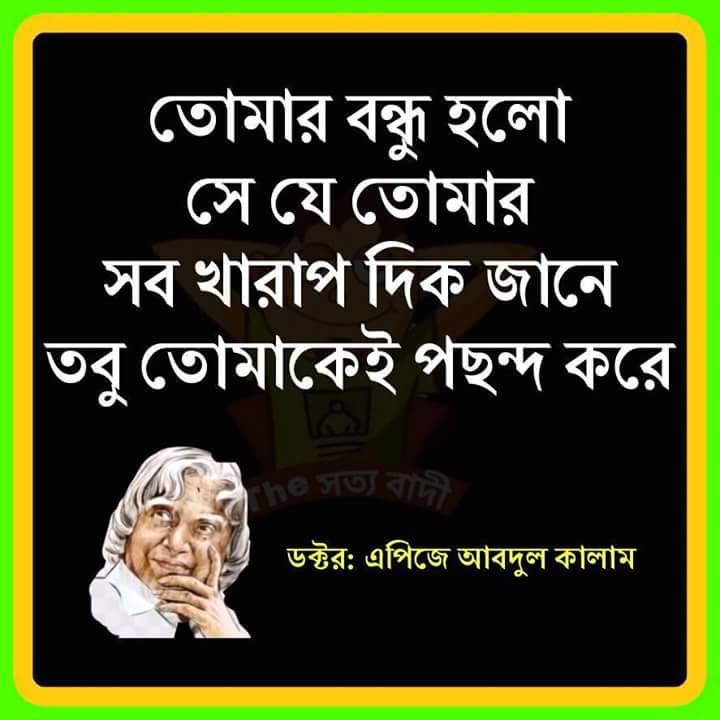 তোমার বন্ধু হলো
সে যে তোমার
সব খারাপ দিক জানে
তবু তোমাকেই পছন্দ করে
The সত্য বাদী
ডক্টর: এপিজে আবদুল কালাম